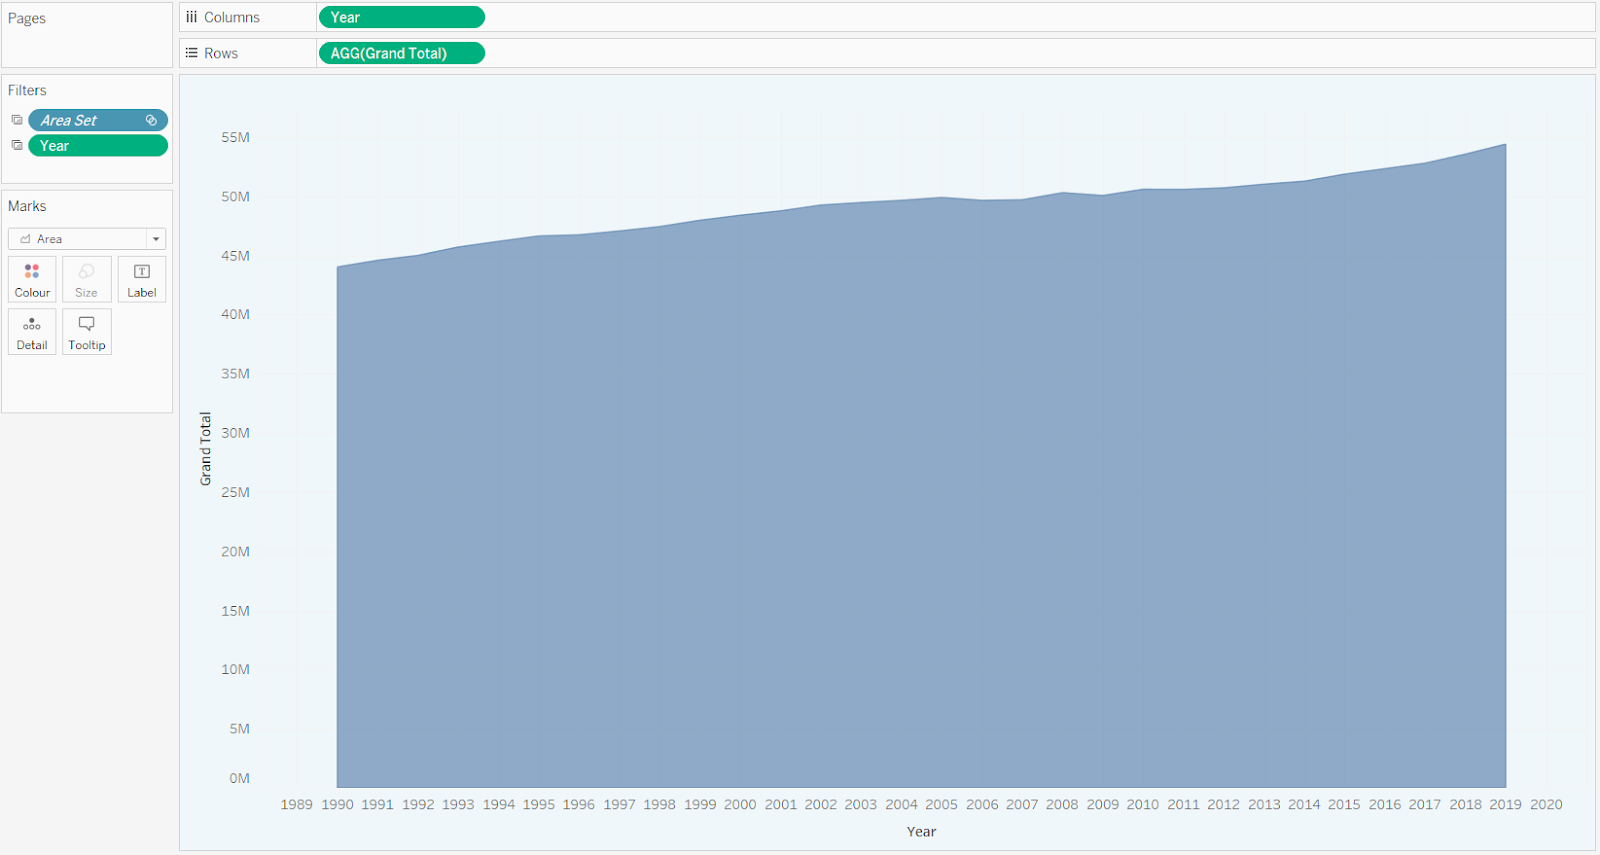 Pages
Columns
Year
Rows
AGG(Grand Total)
Filters
Area Set
Year
Marks
Area
Colour
Size
Label
Detail
Tooltip
55M
50M
45M
40M
35M
30M
25M
20M
15M
10M
5M
0M
Grand Total
1989 1990 1991 1992 1993 1994 1995 1996 1997 1998 1999 2000 2001 2002 2003 2004 2005 2006 2007 2008 2009 2010 2011 2012 2013 2014 2015 2016 2017 2018 2019 2020
Year